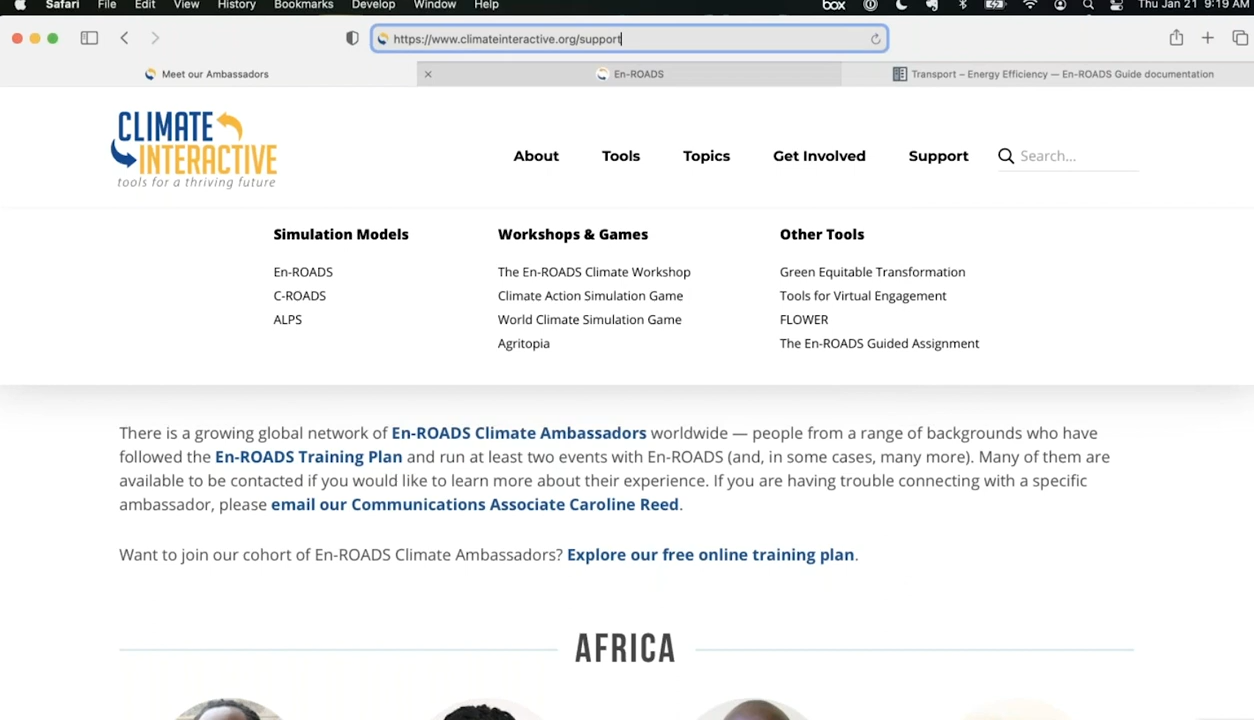 Safari File Edit View History Bookmarks Develop Window Help box Thu Jan 21 9:19 AM
https://www.climateinteractive.org/support
Meet our Ambassadors
En-ROADS
Transport – Energy Efficiency — En-ROADS Guide documentation
CLIMATE
INTERACTIVE
tools for a thriving future
About Tools Topics Get Involved Support Search...
Simulation Models
En-ROADS
C-ROADS
ALPS
Workshops & Games
The En-ROADS Climate Workshop
Climate Action Simulation Game
World Climate Simulation Game
Agritopia
Other Tools
Green Equitable Transformation
Tools for Virtual Engagement
FLOWER
The En-ROADS Guided Assignment
There is a growing global network of En-ROADS Climate Ambassadors worldwide — people from a range of backgrounds who have
followed the En-ROADS Training Plan and run at least two events with En-ROADS (and, in some cases, many more). Many of them are
available to be contacted if you would like to learn more about their experience. If you are having trouble connecting with a specific
ambassador, please email our Communications Associate Caroline Reed.
Want to join our cohort of En-ROADS Climate Ambassadors? Explore our free online training plan.
AFRICA